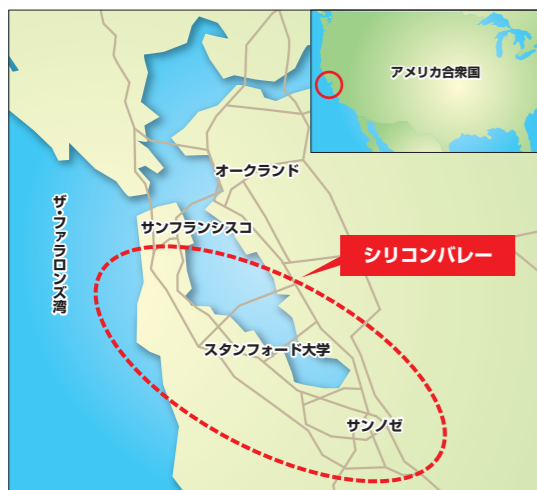 アメリカ合衆国
オークランド
サンフランシスコ
ザ・ファラロンズ湾
シリコンバレー
スタンフォード大学
サンノゼ